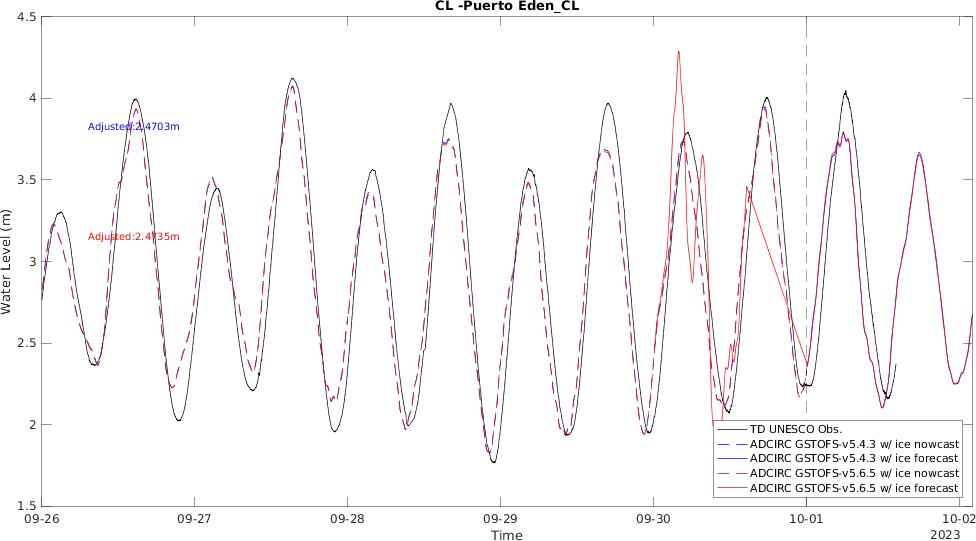 CL -Puerto Eden_CL
4.5
4
3.5
3
2.5
2
1.5
Water Level (m)
Adjusted:2.4703m
Adjusted:2.4735m
TD UNESCO Obs.
ADCIRC GSTOFS-v5.4.3 w/ ice nowcast
ADCIRC GSTOFS-v5.4.3 w/ ice forecast
ADCIRC GSTOFS-v5.6.5 w/ ice nowcast
ADCIRC GSTOFS-v5.6.5 w/ ice forecast
09-26 09-27 09-28 09-29 09-30 10-01 10-02
Time
2023